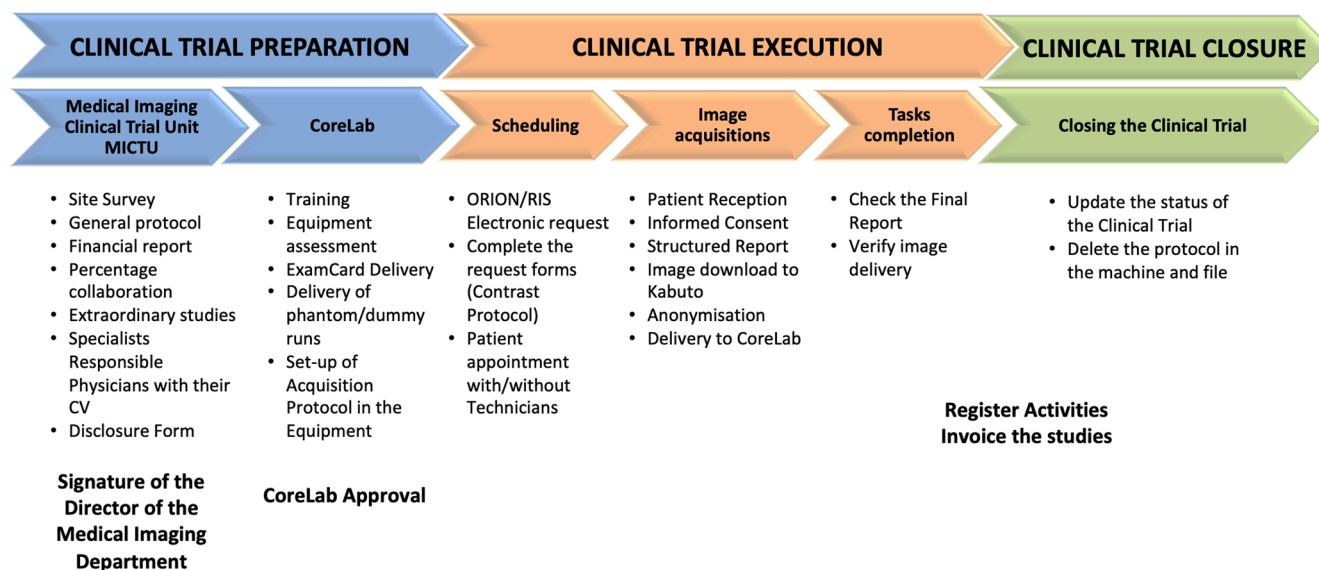 CLINICAL TRIAL PREPARATION
CLINICAL TRIAL EXECUTION
CLINICAL TRIAL CLOSURE
Medical Imaging
Clinical Trial Unit
MICTU
CoreLab
Scheduling
Image
acquisitions
Tasks
completion
Closing the Clinical Trial
• Site Survey
• General protocol
• Financial report
• Percentage
collaboration
• Extraordinary studies
• Specialists
Responsible
Physicians with their
CV
• Disclosure Form
Signature of the
Director of the
Medical Imaging
Department
• Training
• Equipment
assessment
• ExamCard Delivery
• Delivery of
phantom/dummy
runs
• Set-up of
Acquisition
Protocol in the
Equipment
CoreLab Approval
• ORION/RIS
Electronic request
• Complete the
request forms
(Contrast
Protocol)
• Patient
appointment
with/without
Technicians
• Patient Reception
• Informed Consent
• Structured Report
• Image download to
Kabuto
• Anonymisation
• Delivery to CoreLab
• Check the Final
Report
• Verify image
delivery
• Update the status of
the Clinical Trial
• Delete the protocol in
the machine and file
Register Activities
Invoice the studies